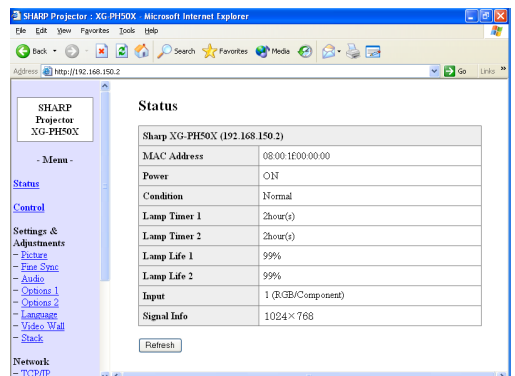 SHARP Projector : XG-PH50X - Microsoft Internet Explorer
File Edit View Favorites Tools Help
Back Search Favorites Media
Address http://192.168.150.2 Go Links »
SHARP
Projector
XG-PH50X
- Menu -
Status
Control
Settings &
Adjustments
- Picture
- Fine Sync
- Audio
- Options 1
- Options 2
- Language
- Video Wall
- Stack
Network
- TCP/IP
Status
Sharp XG-PH50X (192.168.150.2)
MAC Address 08:00:1f:00:00:00
Power ON
Condition Normal
Lamp Timer 1 2hour(s)
Lamp Timer 2 2hour(s)
Lamp Life 1 99%
Lamp Life 2 99%
Input 1 (RGB/Component)
Signal Info 1024×768
Refresh